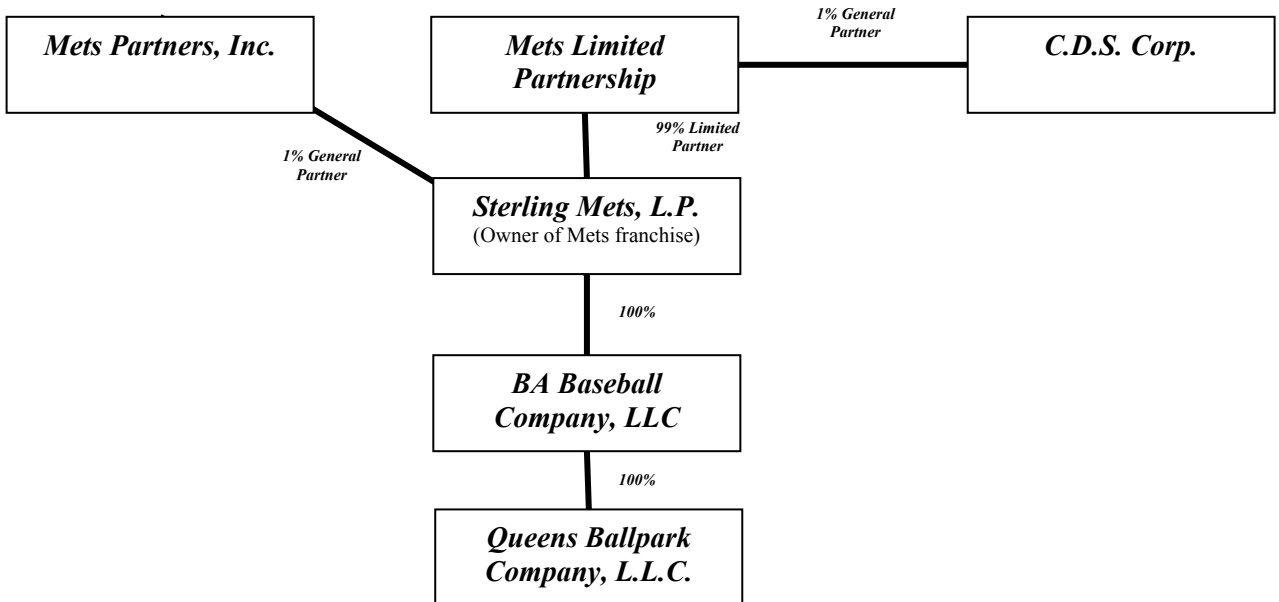 Mets Partners, Inc.
Mets Limited
Partnership
1% General
Partner
C.D.S. Corp.
1% General
Partner
99% Limited
Partner
Sterling Mets, L.P.
(Owner of Mets franchise)
100%
BA Baseball
Company, LLC
100%
Queens Ballpark
Company, L.L.C.